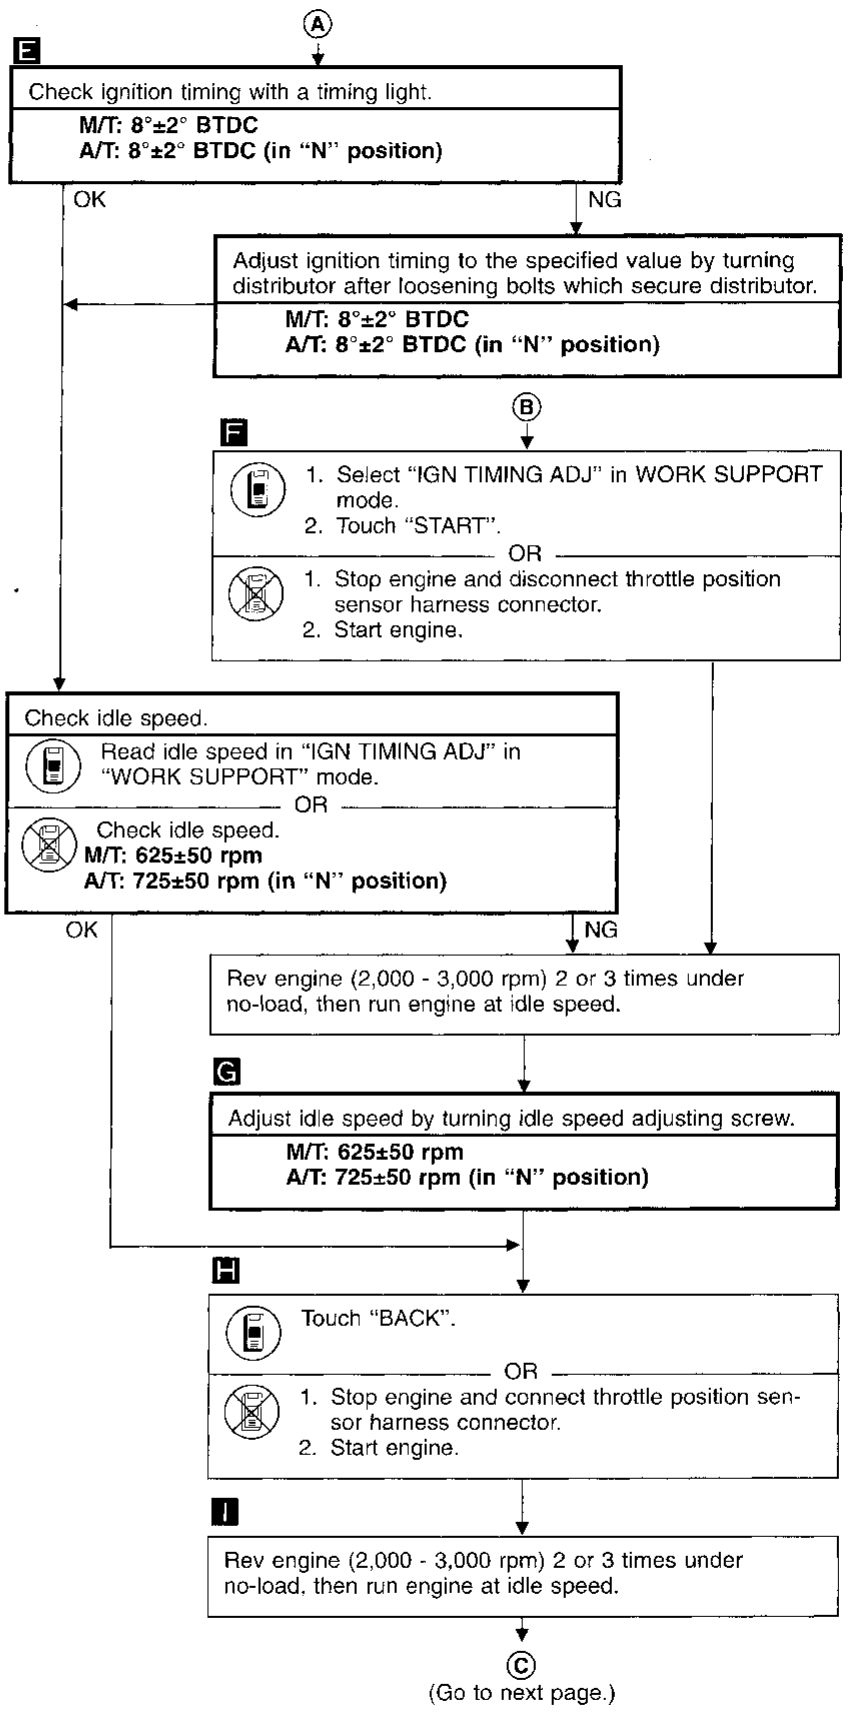 A
E
Check ignition timing with a timing light.
M/T: 8°±2° BTDC
A/T: 8°±2° BTDC (in “N” position)
OK
NG
Adjust ignition timing to the specified value by turning
distributor after loosening bolts which secure distributor.
M/T: 8°±2° BTDC
A/T: 8°±2° BTDC (in “N” position)
B
F
1. Select “IGN TIMING ADJ” in WORK SUPPORT
mode.
2. Touch “START”.
OR
1. Stop engine and disconnect throttle position
sensor harness connector.
2. Start engine.
Check idle speed.
Read idle speed in “IGN TIMING ADJ” in
“WORK SUPPORT” mode.
OR
Check idle speed.
M/T: 625±50 rpm
A/T: 725±50 rpm (in “N” position)
OK
NG
Rev engine (2,000 - 3,000 rpm) 2 or 3 times under
no-load, then run engine at idle speed.
G
Adjust idle speed by turning idle speed adjusting screw.
M/T: 625±50 rpm
A/T: 725±50 rpm (in “N” position)
H
Touch “BACK”.
OR
1. Stop engine and connect throttle position sen-
sor harness connector.
2. Start engine.
I
Rev engine (2,000 - 3,000 rpm) 2 or 3 times under
no-load, then run engine at idle speed.
C
(Go to next page.)